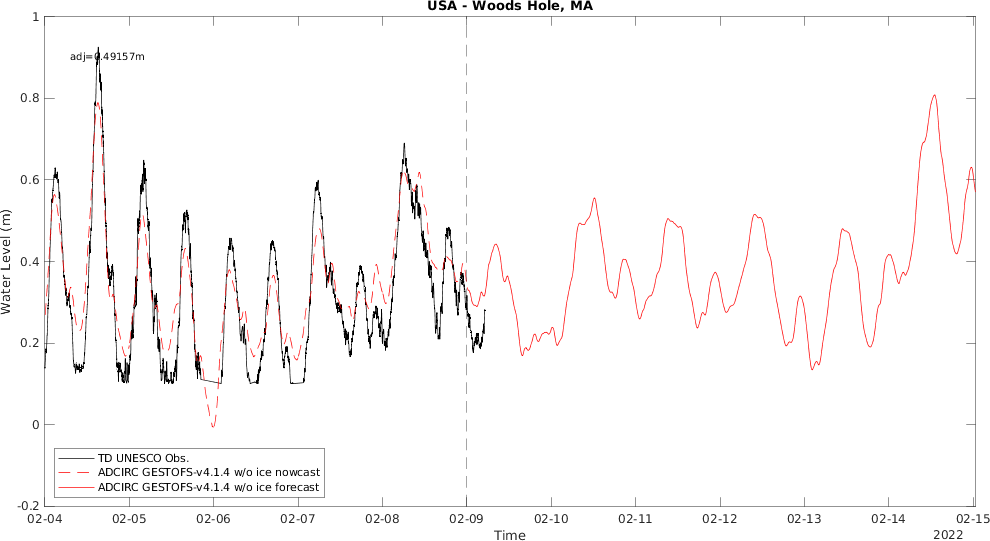 USA - Woods Hole, MA
adj=0.49157m
Water Level (m)
1
0.8
0.6
0.4
0.2
0
-0.2
TD UNESCO Obs.
ADCIRC GESTOFS-v4.1.4 w/o ice nowcast
ADCIRC GESTOFS-v4.1.4 w/o ice forecast
02-04 02-05 02-06 02-07 02-08 02-09 02-10 02-11 02-12 02-13 02-14 02-15
Time
2022